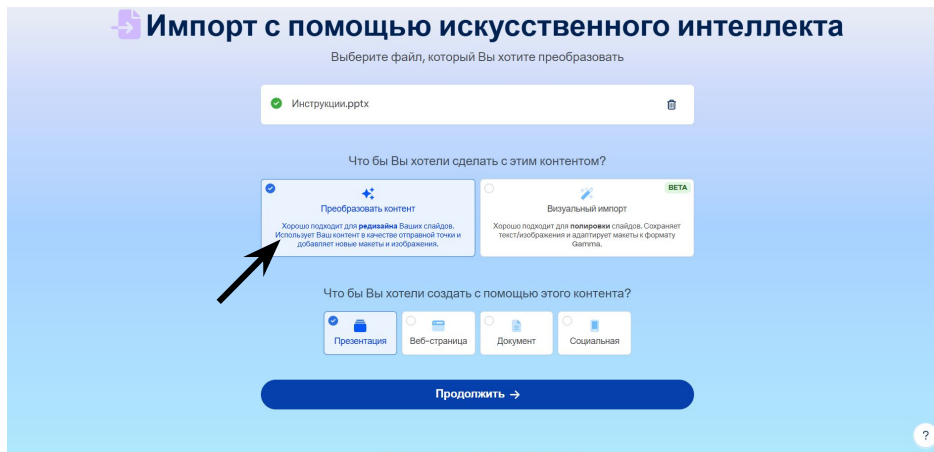 Импорт с помощью искусственного интеллекта
Выберите файл, который Вы хотите преобразовать
Инструкции.pptx
Что бы Вы хотели сделать с этим контентом?
Преобразовать контент
Хорошо подходит для редизайна Ваших слайдов.
Использует Ваш контент в качестве отправной точки и
добавляет новые макеты и изображения.
BETA
Визуальный импорт
Хорошо подходит для полировки слайдов. Сохраняет
текст/изображения и адаптирует макеты к формату
Gamma.
Что бы Вы хотели создать с помощью этого контента?
Презентация
Веб-страница
Документ
Социальная
Продолжить →
?